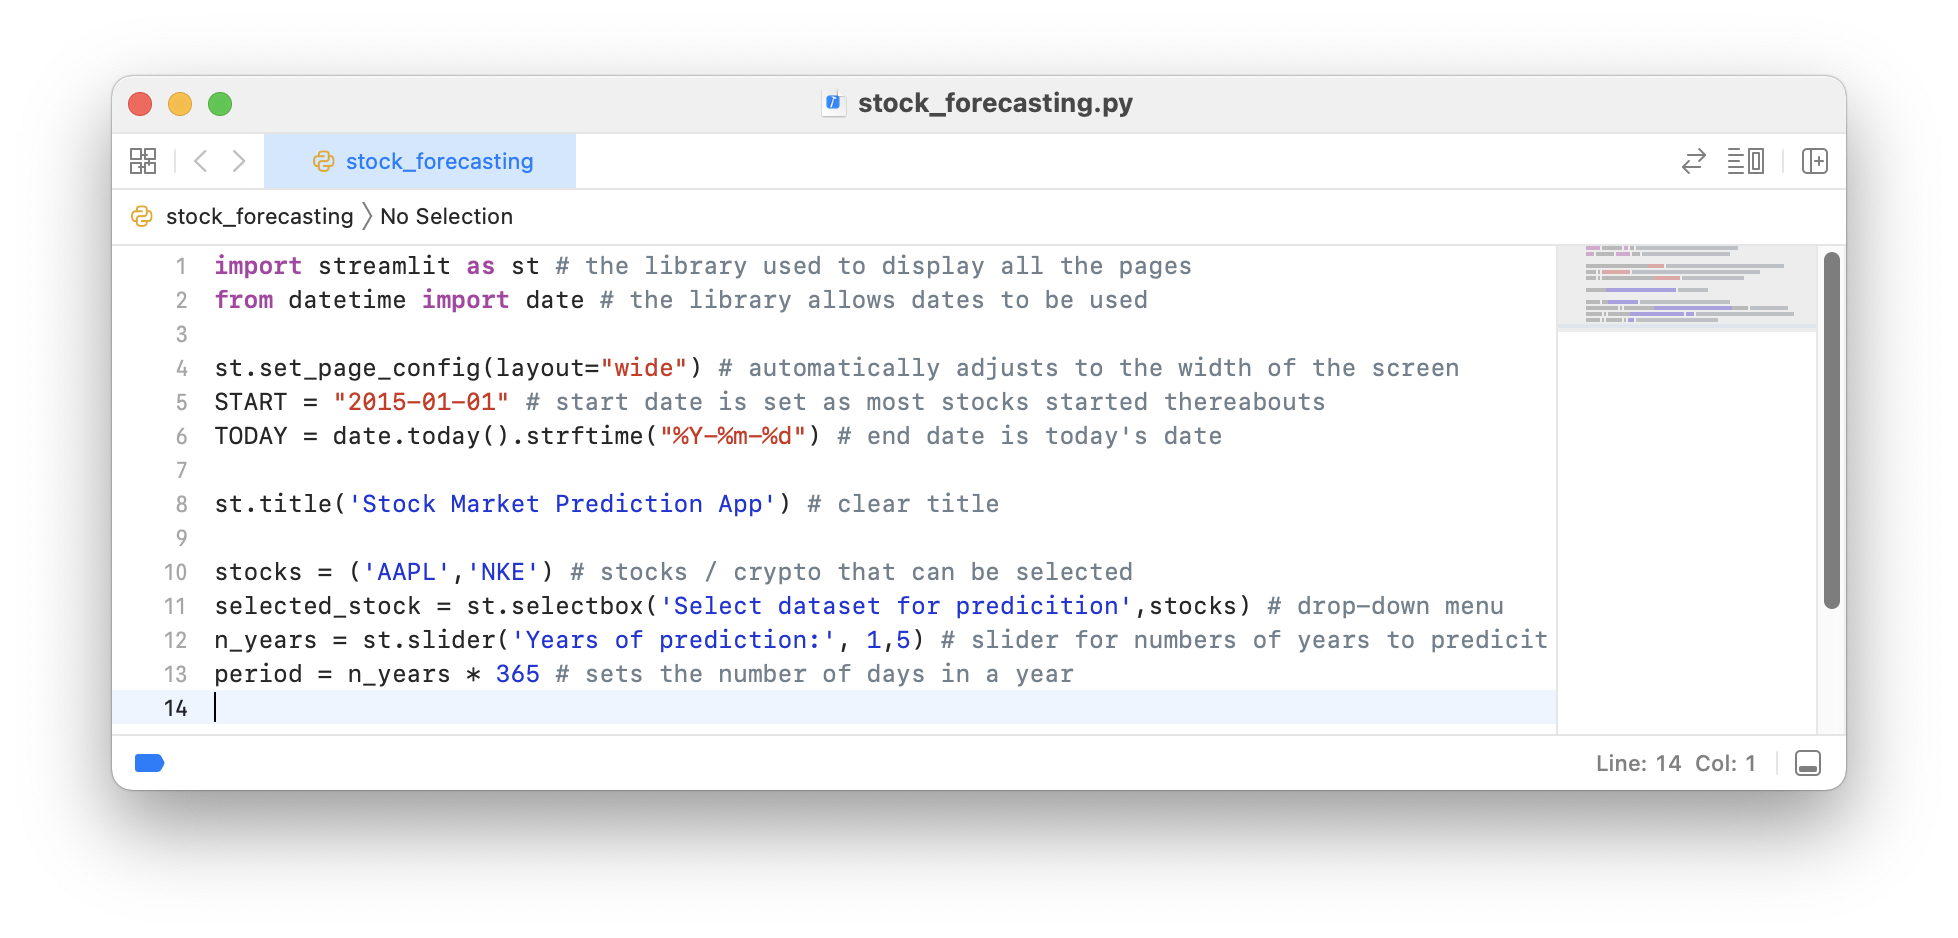 stock_forecasting.py
stock_forecasting
stock_forecasting No Selection
1 import streamlit as st # the library used to display all the pages
2 from datetime import date # the library allows dates to be used
3
4 st.set_page_config(layout="wide") # automatically adjusts to the width of the screen
5 START = "2015-01-01" # start date is set as most stocks started thereabouts
6 TODAY = date.today().strftime("%Y-%m-%d") # end date is today's date
7
8 st.title('Stock Market Prediction App') # clear title
9
10 stocks = ('AAPL','NKE') # stocks / crypto that can be selected
11 selected_stock = st.selectbox('Select dataset for predicition',stocks) # drop-down menu
12 n_years = st.slider('Years of prediction:', 1,5) # slider for numbers of years to predicit
13 period = n_years * 365 # sets the number of days in a year
14
Line: 14 Col: 1